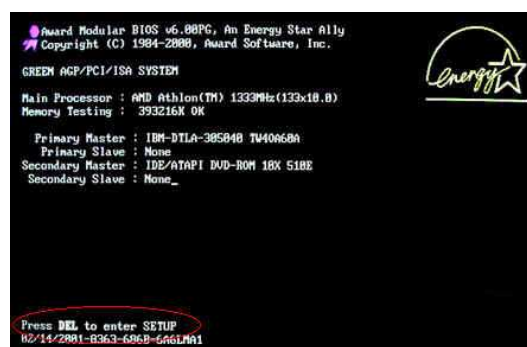 Award Modular BIOS v6.00PG, An Energy Star Ally
Copyright (C) 1984-2000, Award Software, Inc.
energy
GREEN AGP/PCI/ISA SYSTEM
Main Processor : AMD Athlon(TM) 1333MHz(133x10.0)
Memory Testing : 393216K OK
Primary Master : IBM-DTLA-305040 TW4OA60A
Primary Slave : None
Secondary Master : IDE/ATAPI DVD-ROM 10X 510E
Secondary Slave : None_
Press DEL to enter SETUP
02/14/2001-8363-686B-6A6LMA1